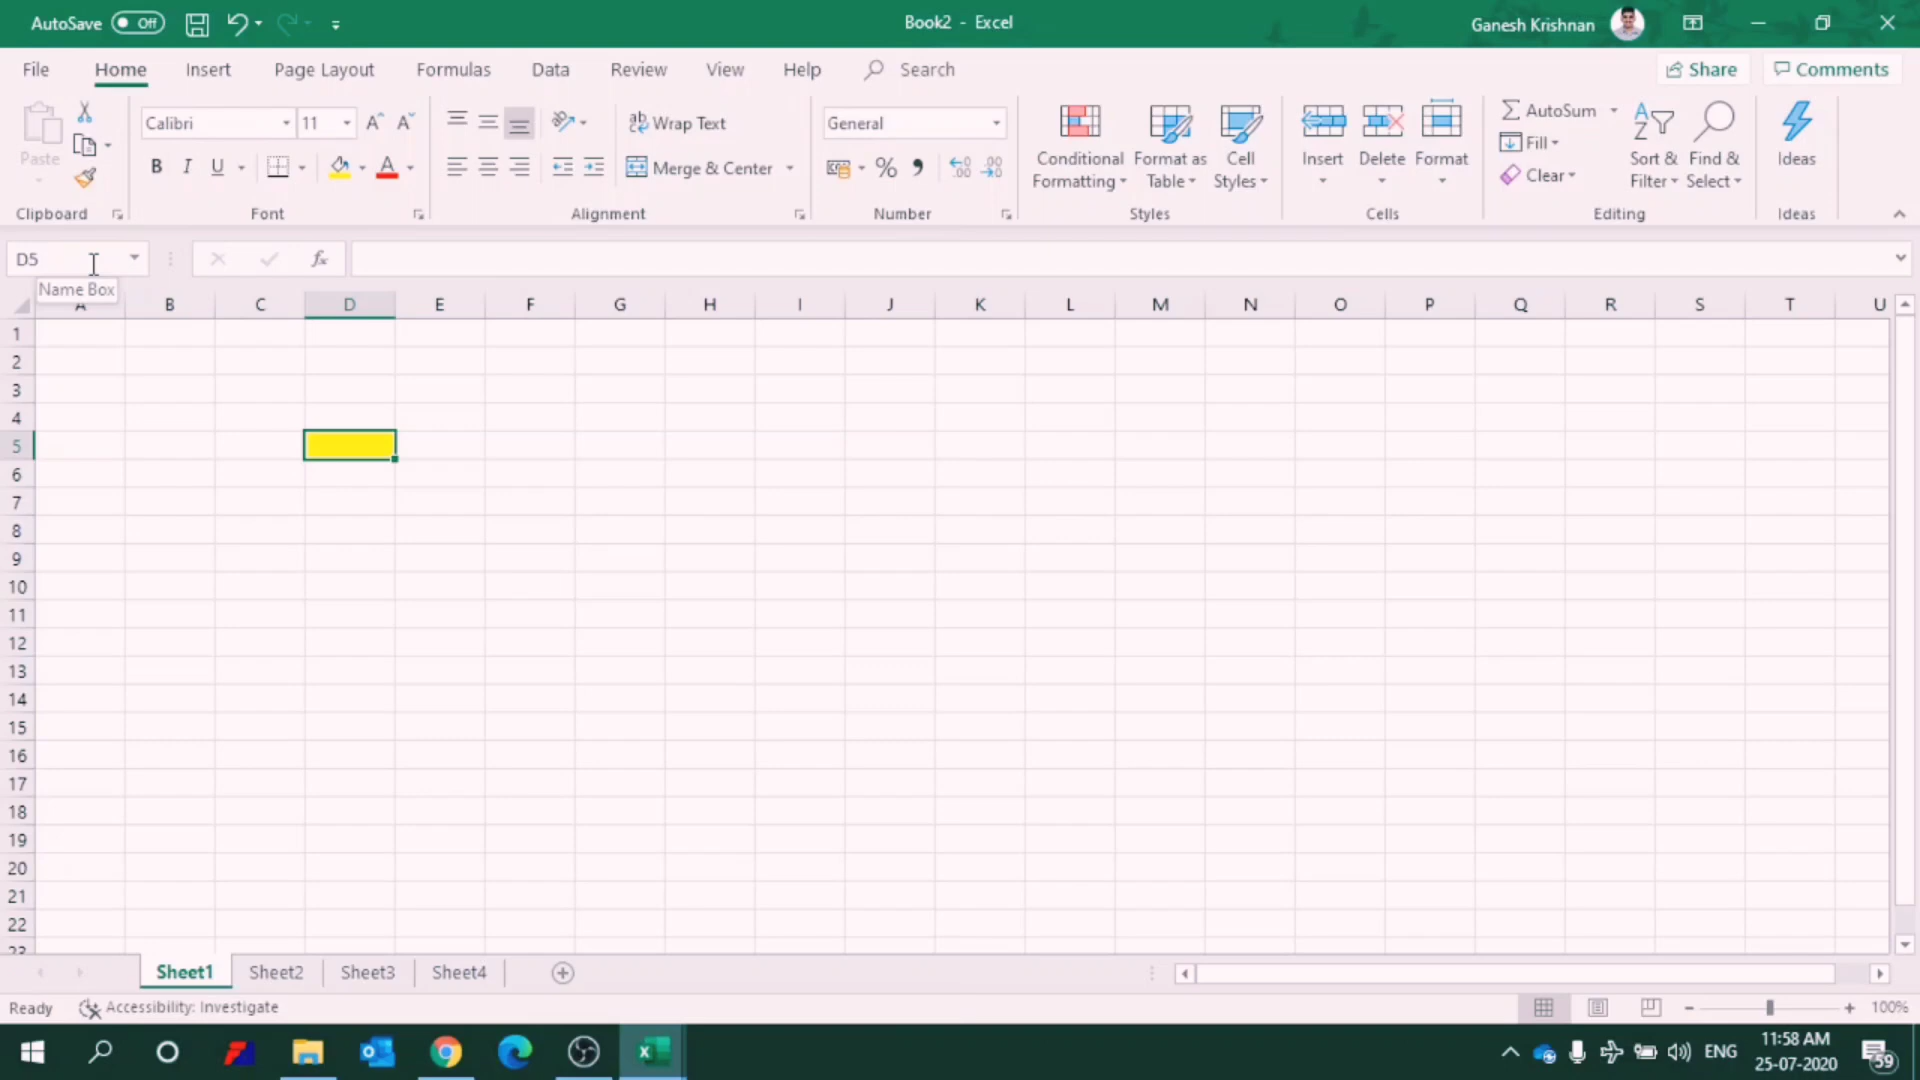 AutoSave Off Book2 - Excel Ganesh Krishnan
File Home Insert Page Layout Formulas Data Review View Help Search Share Comments
Paste
Clipboard
Calibri 11
B I U A
Font
Wrap Text
Merge & Center
Alignment
General
% ,
Number
Conditional Formatting
Format as Table
Cell Styles
Styles
Insert Delete Format
Cells
AutoSum
Fill
Clear
Sort & Filter
Find & Select
Editing
Ideas
Ideas
D5 fx
Name Box
A B C D E F G H I J K L M N O P Q R S T U
1
2
3
4
5
6
7
8
9
10
11
12
13
14
15
16
17
18
19
20
21
22
23
Sheet1 Sheet2 Sheet3 Sheet4
Ready Accessibility: Investigate 100%
ENG 11:58 AM
25-07-2020 59